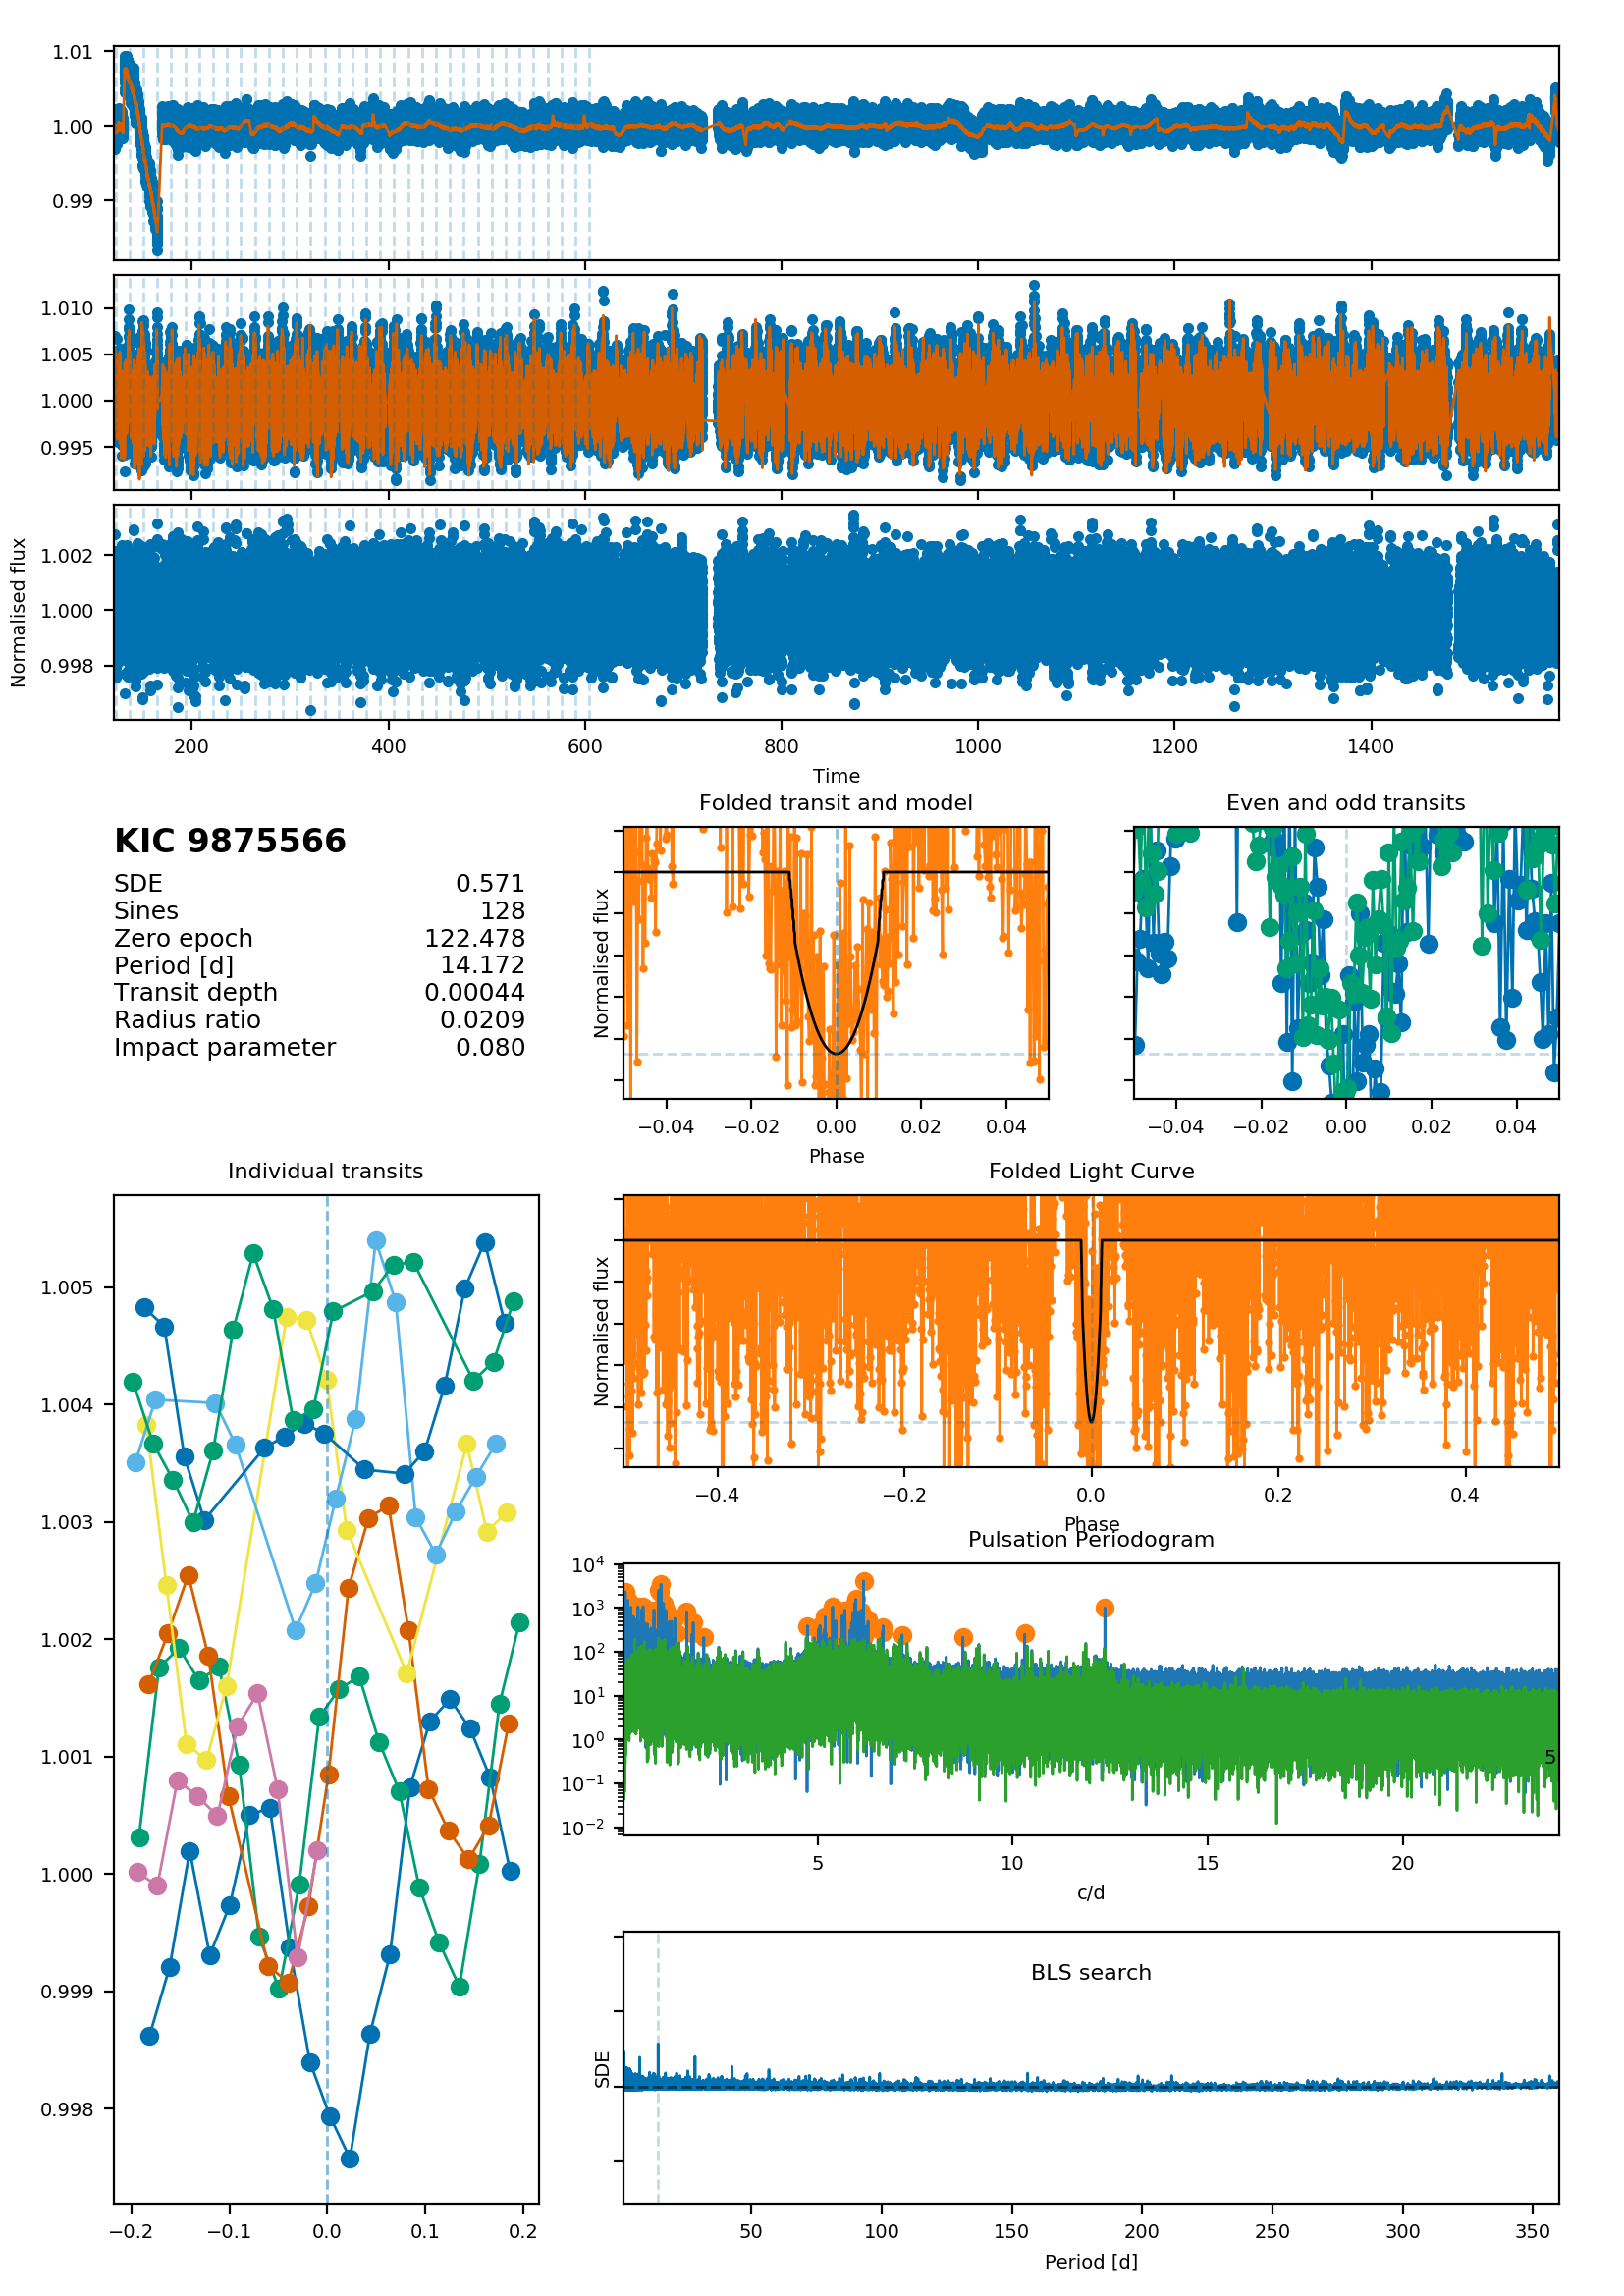 1.01
1.00
0.99
1.010
1.005
1.000
0.995
1.002
1.000
0.998
Normalised flux
200 400 600 800 1000 1200 1400
Time
KIC 9875566
SDE 0.571
Sines 128
Zero epoch 122.478
Period [d] 14.172
Transit depth 0.00044
Radius ratio 0.0209
Impact parameter 0.080
Folded transit and model
Normalised flux
−0.04 −0.02 0.00 0.02 0.04
Phase
Even and odd transits
−0.04 −0.02 0.00 0.02 0.04
Individual transits
1.005
1.004
1.003
1.002
1.001
1.000
0.999
0.998
−0.2 −0.1 0.0 0.1 0.2
Folded Light Curve
Normalised flux
−0.4 −0.2 0.0 0.2 0.4
Phase
Pulsation Periodogram
10⁴
10³
10²
10¹
10⁰
10⁻¹
10⁻²
5
5 10 15 20
c/d
BLS search
SDE
50 100 150 200 250 300 350
Period [d]